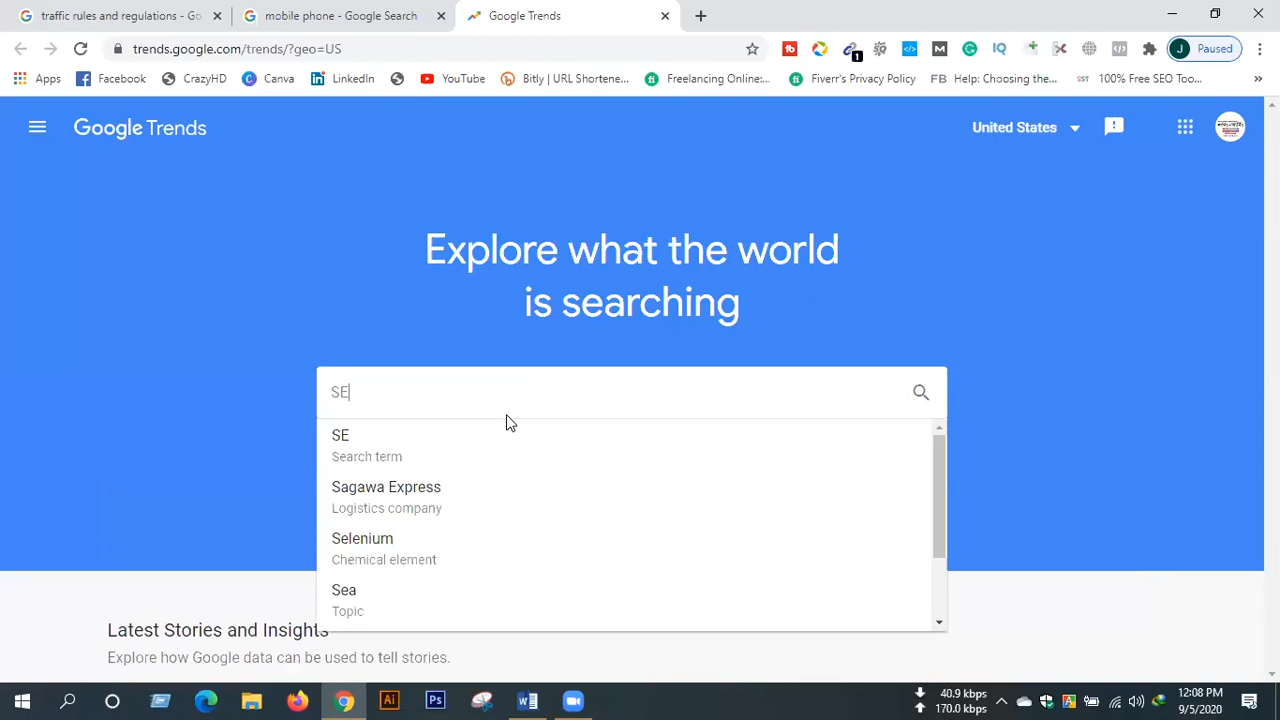 traffic rules and regulations - Go
mobile phone - Google Search
Google Trends
trends.google.com/trends/?geo=US
1
IQ
J Paused
Apps
Facebook
CrazyHD
Canva
LinkedIn
YouTube
Bitly | URL Shortene...
Freelancing Online:...
Fiverr's Privacy Policy
FB Help: Choosing the...
SST 100% Free SEO Too...
Google Trends
United States
Explore what the world
is searching
SE
SE
Search term
Sagawa Express
Logistics company
Selenium
Chemical element
Sea
Topic
Latest Stories and Insights
Explore how Google data can be used to tell stories.
40.9 kbps
170.0 kbps
12:08 PM
9/5/2020